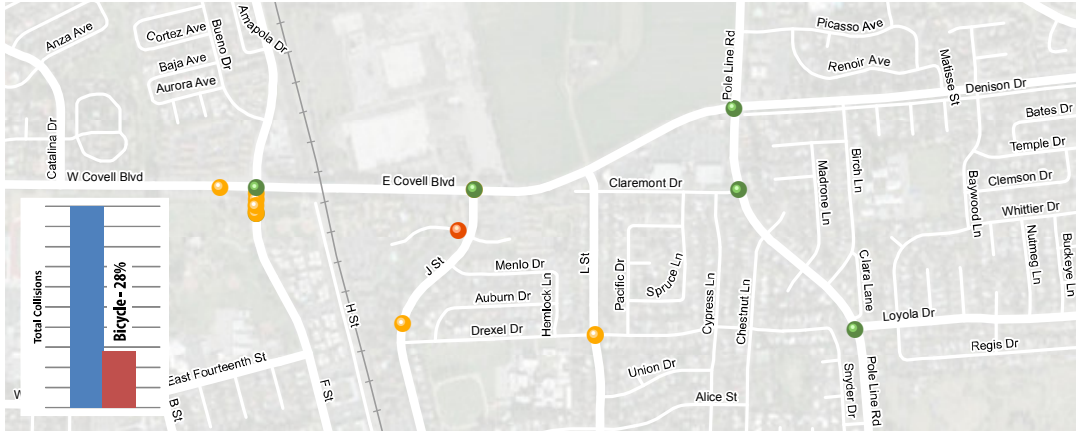 Anza Ave
Cortez Ave
Bueno Dr
Amapola Dr
Baja Ave
Aurora Ave
Catalina Dr
W Covell Blvd
E Covell Blvd
Pole Line Rd
Picasso Ave
Renoir Ave
Matisse St
Denison Dr
Bates Dr
Temple Dr
Clemson Dr
Whittier Dr
Birch Ln
Madrone Ln
Baywood Ln
Nutmeg Ln
Buckeye Ln
Claremont Dr
J St
Menlo Dr
Auburn Dr
Hemlock Ln
Drexel Dr
L St
Pacific Dr
Spruce Ln
Cypress Ln
Chestnut Ln
Clara Lane
Loyola Dr
Regis Dr
Union Dr
Alice St
Snyder Dr
Pole Line Rd
H St
F St
East Fourteenth St
B St
W
Total Collisions
Bicycle - 28%